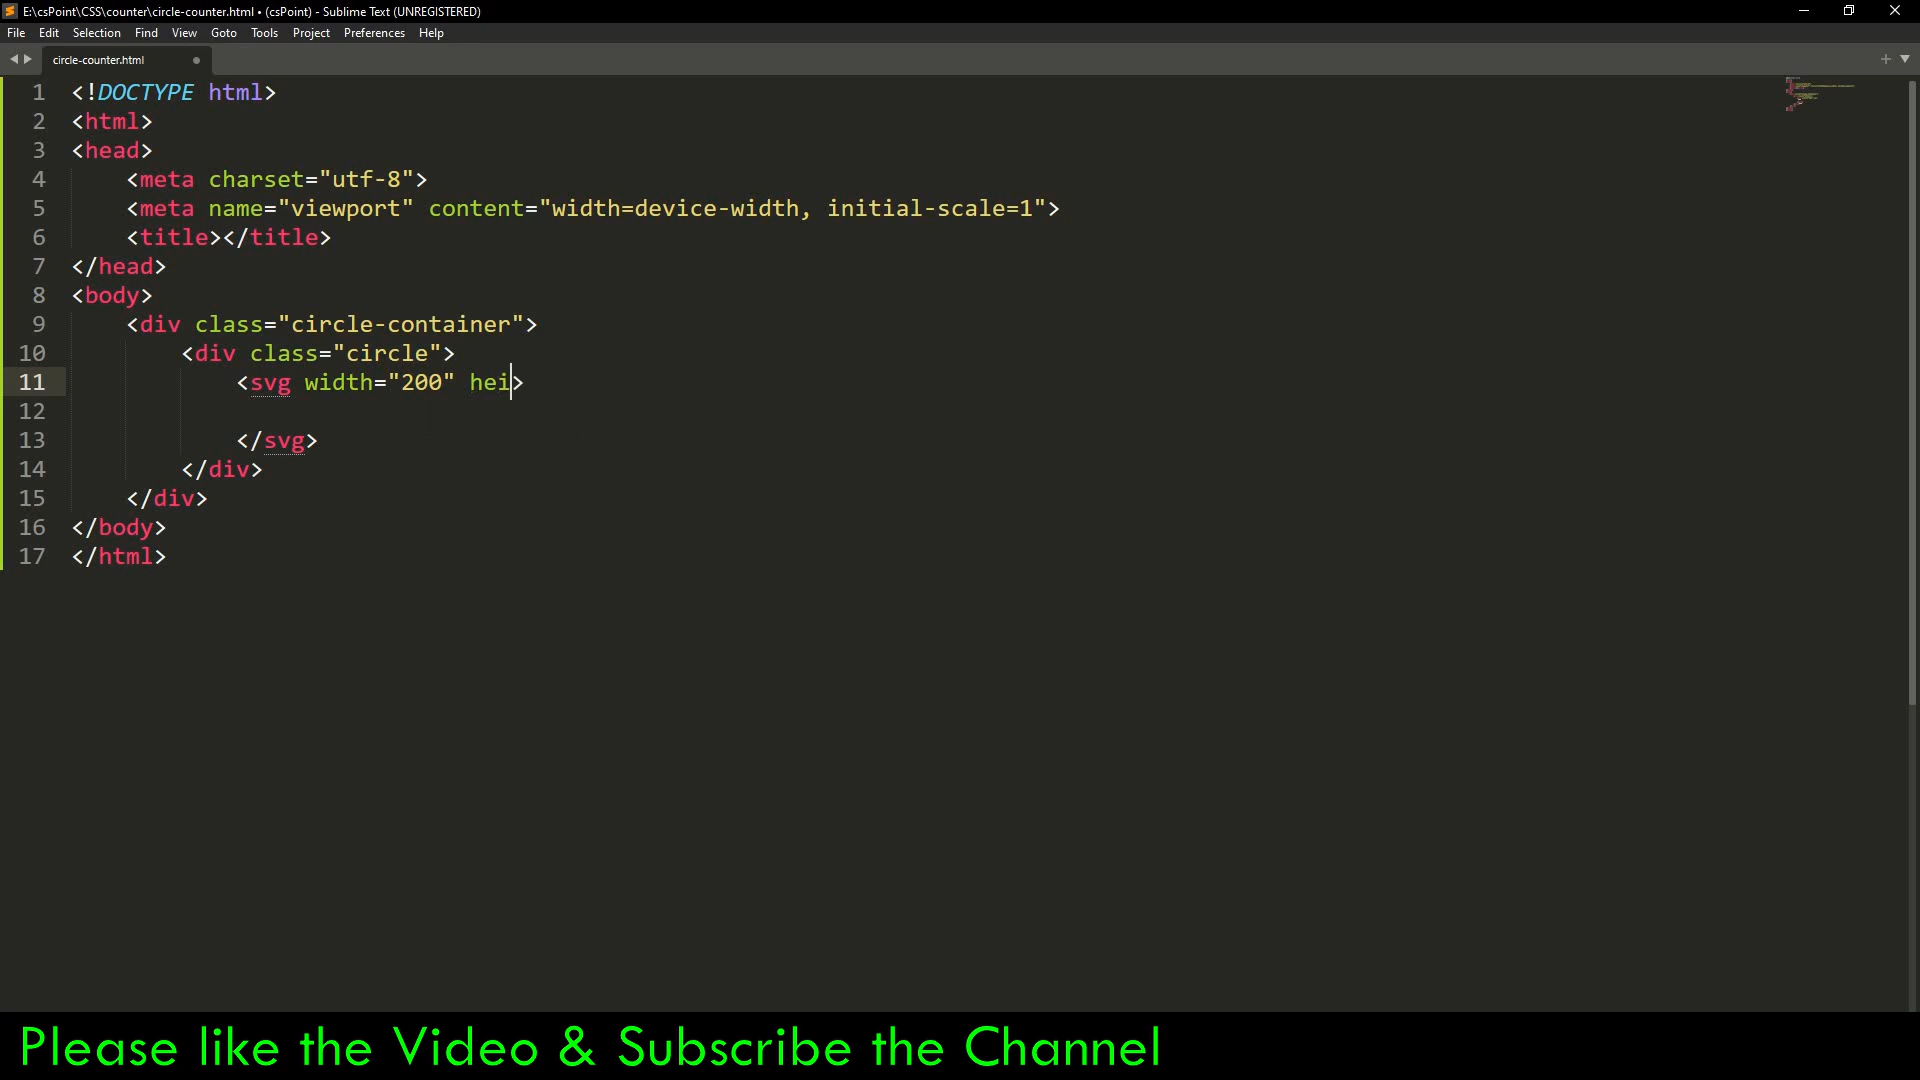 E:\csPoint\CSS\counter\circle-counter.html • (csPoint) - Sublime Text (UNREGISTERED)
File Edit Selection Find View Goto Tools Project Preferences Help
circle-counter.html
1 <!DOCTYPE html>
2 <html>
3 <head>
4 <meta charset="utf-8">
5 <meta name="viewport" content="width=device-width, initial-scale=1">
6 <title></title>
7 </head>
8 <body>
9 <div class="circle-container">
10 <div class="circle">
11 <svg width="200" hei>
12
13 </svg>
14 </div>
15 </div>
16 </body>
17 </html>
Please like the Video & Subscribe the Channel